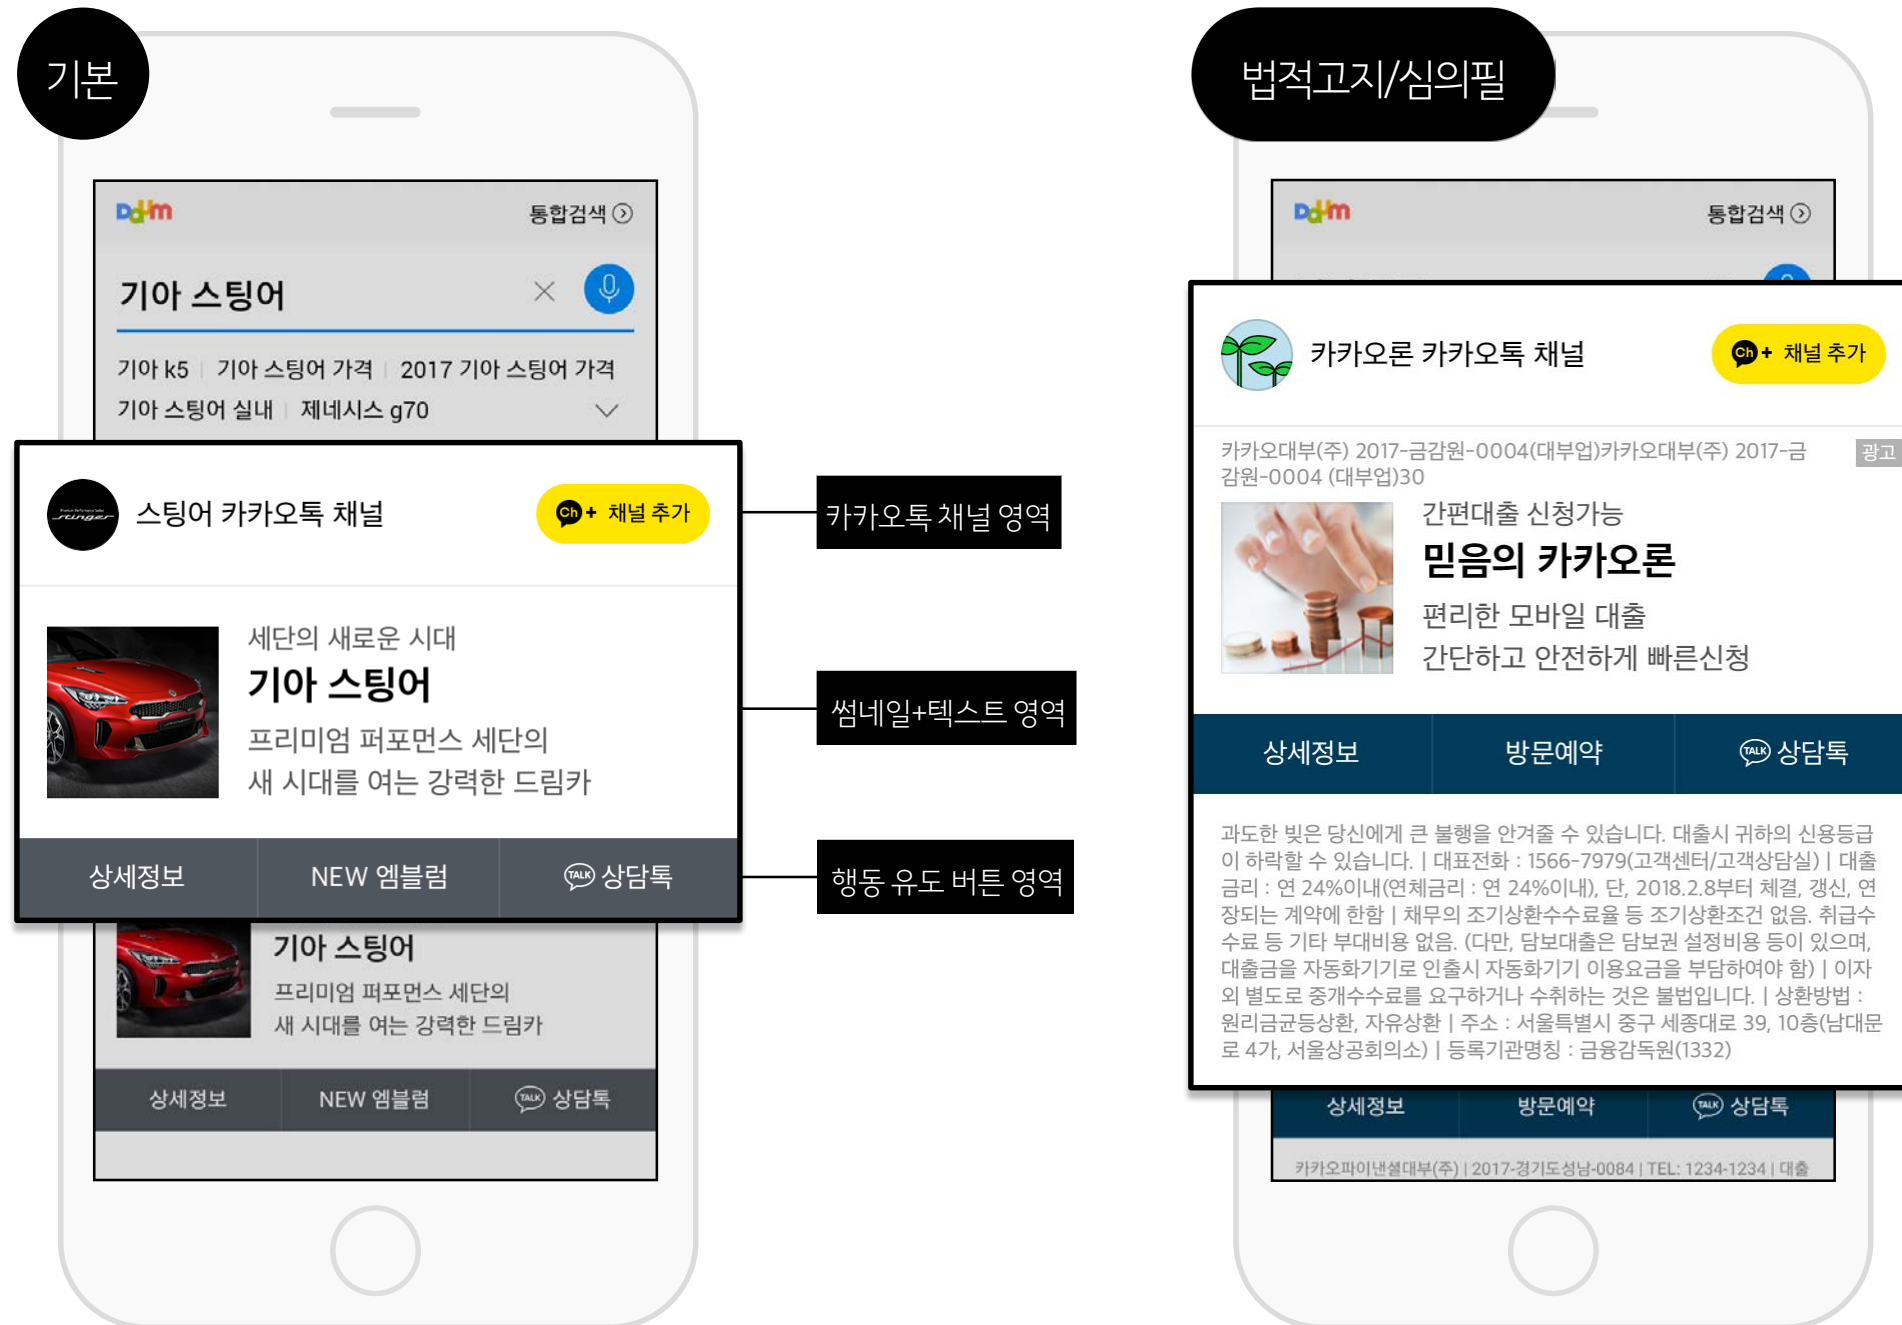 기본
Daum
통합검색
기아 스팅어
기아 k5 | 기아 스팅어 가격 | 2017 기아 스팅어 가격
기아 스팅어 실내 | 제네시스 g70
stinger
스팅어 카카오톡 채널
Ch+ 채널 추가
세단의 새로운 시대
기아 스팅어
프리미엄 퍼포먼스 세단의
새 시대를 여는 강력한 드림카
상세정보
NEW 엠블럼
TALK 상담톡
기아 스팅어
프리미엄 퍼포먼스 세단의
새 시대를 여는 강력한 드림카
상세정보
NEW 엠블럼
TALK 상담톡
카카오톡 채널 영역
썸네일+텍스트 영역
행동 유도 버튼 영역
법적고지/심의필
Daum
통합검색
카카오론 카카오톡 채널
Ch+ 채널 추가
카카오대부(주) 2017-금감원-0004(대부업)카카오대부(주) 2017-금
감원-0004 (대부업)30
광고
간편대출 신청가능
믿음의 카카오론
편리한 모바일 대출
간단하고 안전하게 빠른신청
상세정보
방문예약
TALK 상담톡
과도한 빚은 당신에게 큰 불행을 안겨줄 수 있습니다. 대출시 귀하의 신용등급
이 하락할 수 있습니다. | 대표전화 : 1566-7979(고객센터/고객상담실) | 대출
금리 : 연 24%이내(연체금리 : 연 24%이내), 단, 2018.2.8부터 체결, 갱신, 연
장되는 계약에 한함 | 채무의 조기상환수수료율 등 조기상환조건 없음. 취급수
수료 등 기타 부대비용 없음. (다만, 담보대출은 담보권 설정비용 등이 있으며,
대출금을 자동화기기로 인출시 자동화기기 이용요금을 부담하여야 함) | 이자
외 별도로 중개수수료를 요구하거나 수취하는 것은 불법입니다. | 상환방법 :
원리금균등상환, 자유상환 | 주소 : 서울특별시 중구 세종대로 39, 10층(남대문
로 4가, 서울상공회의소) | 등록기관명칭 : 금융감독원(1332)
상세정보
방문예약
TALK 상담톡
카카오파이낸셜대부(주) | 2017-경기도성남-0084 | TEL: 1234-1234 | 대출